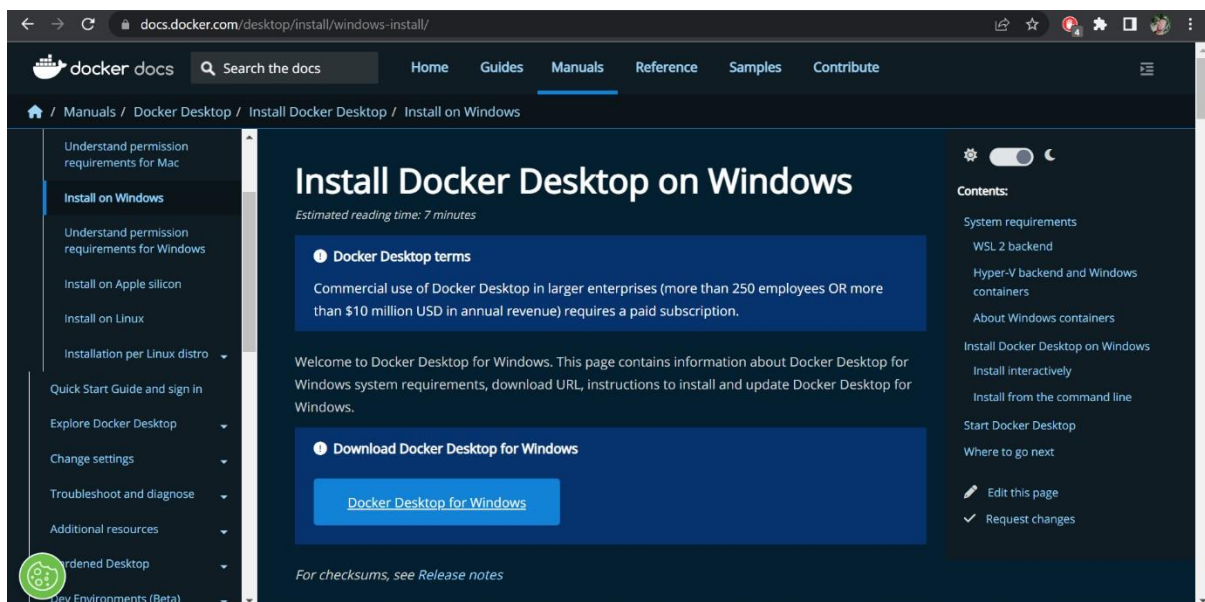 docs.docker.com/desktop/install/windows-install/
4
docker docs
Search the docs
Home
Guides
Manuals
Reference
Samples
Contribute
/ Manuals / Docker Desktop / Install Docker Desktop / Install on Windows
Understand permission
requirements for Mac
Install on Windows
Understand permission
requirements for Windows
Install on Apple silicon
Install on Linux
Installation per Linux distro
Quick Start Guide and sign in
Explore Docker Desktop
Change settings
Troubleshoot and diagnose
Additional resources
Desktop
Dev Environments (Beta)
Install Docker Desktop on Windows
Estimated reading time: 7 minutes
Docker Desktop terms
Commercial use of Docker Desktop in larger enterprises (more than 250 employees OR more
than $10 million USD in annual revenue) requires a paid subscription.
Welcome to Docker Desktop for Windows. This page contains information about Docker Desktop for
Windows system requirements, download URL, instructions to install and update Docker Desktop for
Windows.
Download Docker Desktop for Windows
Docker Desktop for Windows
For checksums, see Release notes
Contents:
System requirements
WSL 2 backend
Hyper-V backend and Windows
containers
About Windows containers
Install Docker Desktop on Windows
Install interactively
Install from the command line
Start Docker Desktop
Where to go next
Edit this page
Request changes